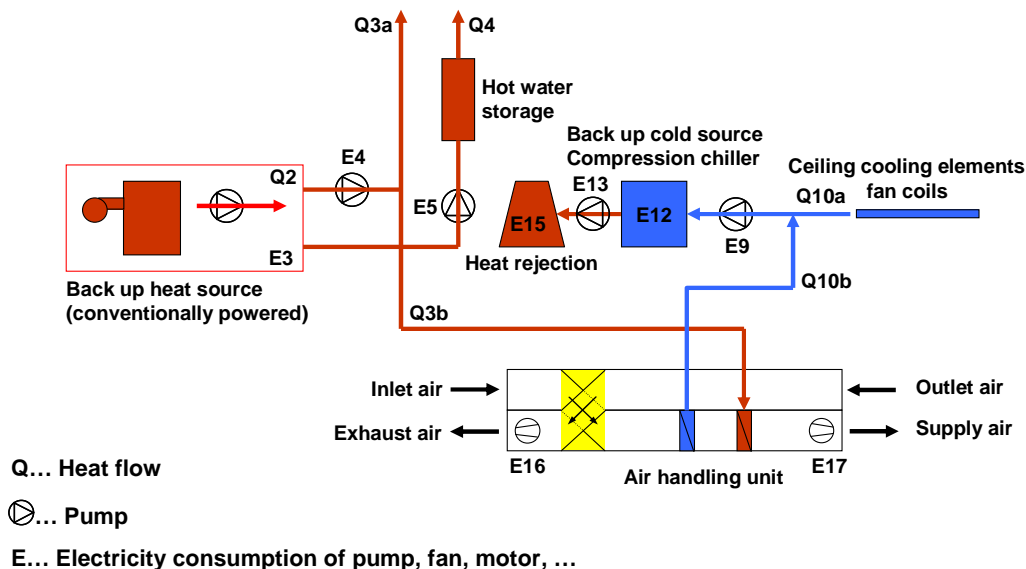 Q3a
Q4
Hot water
storage
Back up cold source
Compression chiller
Ceiling cooling elements
fan coils
E4
Q2
E13
Q10a
E5
E15
E12
E9
E3
Heat rejection
Back up heat source
(conventionally powered)
Q10b
Q3b
Inlet air
Outlet air
Exhaust air
Supply air
E16
E17
Air handling unit
Q… Heat flow
… Pump
E… Electricity consumption of pump, fan, motor, …